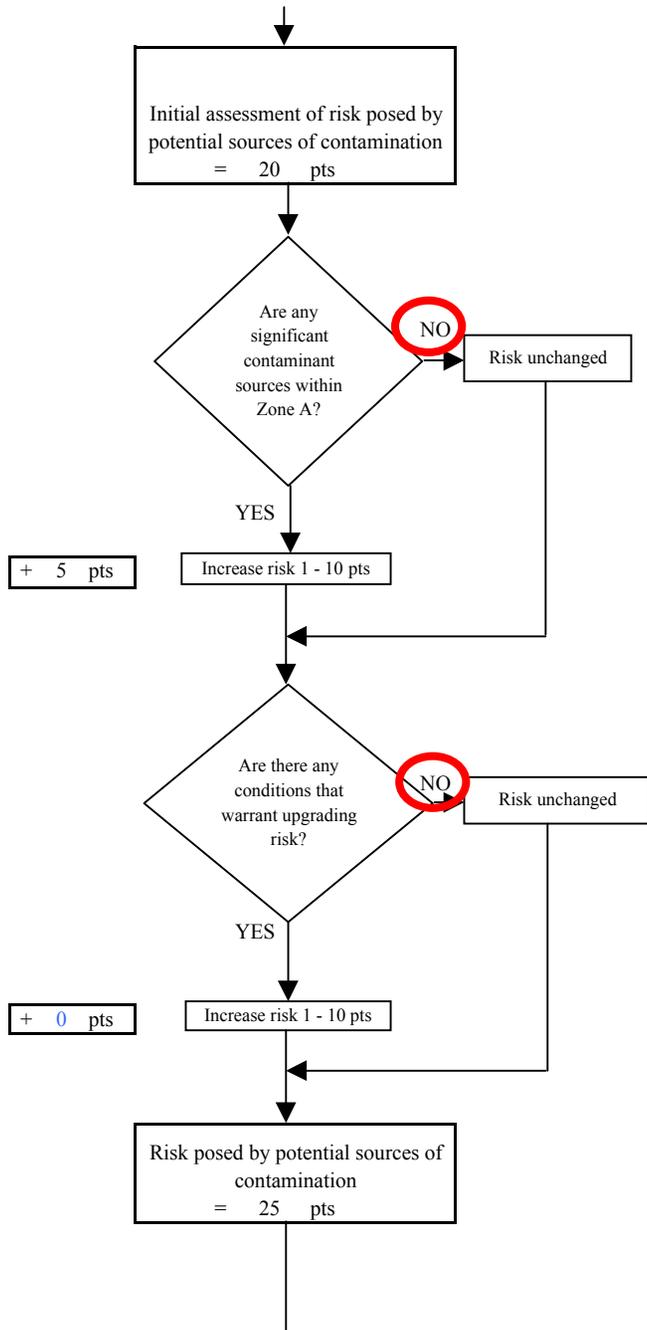 Initial assessment of risk posed by
potential sources of contamination
= 20 pts
Are any
significant
contaminant
sources within
Zone A?
NO
Risk unchanged
YES
+ 5 pts
Increase risk 1 - 10 pts
Are there any
conditions that
warrant upgrading
risk?
NO
Risk unchanged
YES
+ 0 pts
Increase risk 1 - 10 pts
Risk posed by potential sources of
contamination
= 25 pts